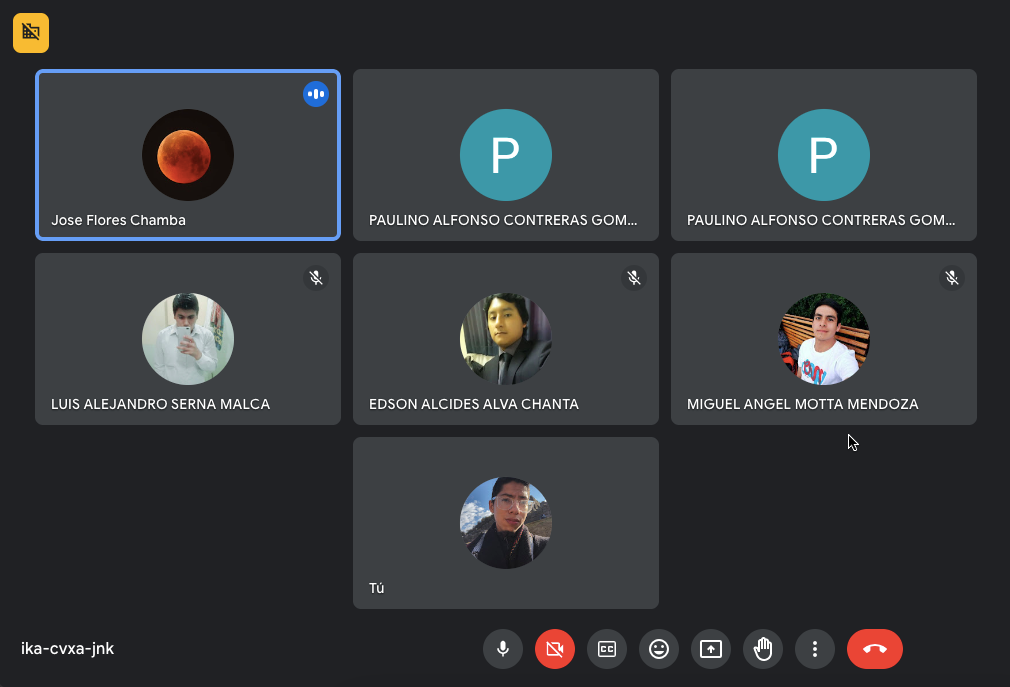 Jose Flores Chamba
P
PAULINO ALFONSO CONTRERAS GOM...
P
PAULINO ALFONSO CONTRERAS GOM...
LUIS ALEJANDRO SERNA MALCA
EDSON ALCIDES ALVA CHANTA
MIGUEL ANGEL MOTTA MENDOZA
Tú
ika-cvxa-jnk
CC